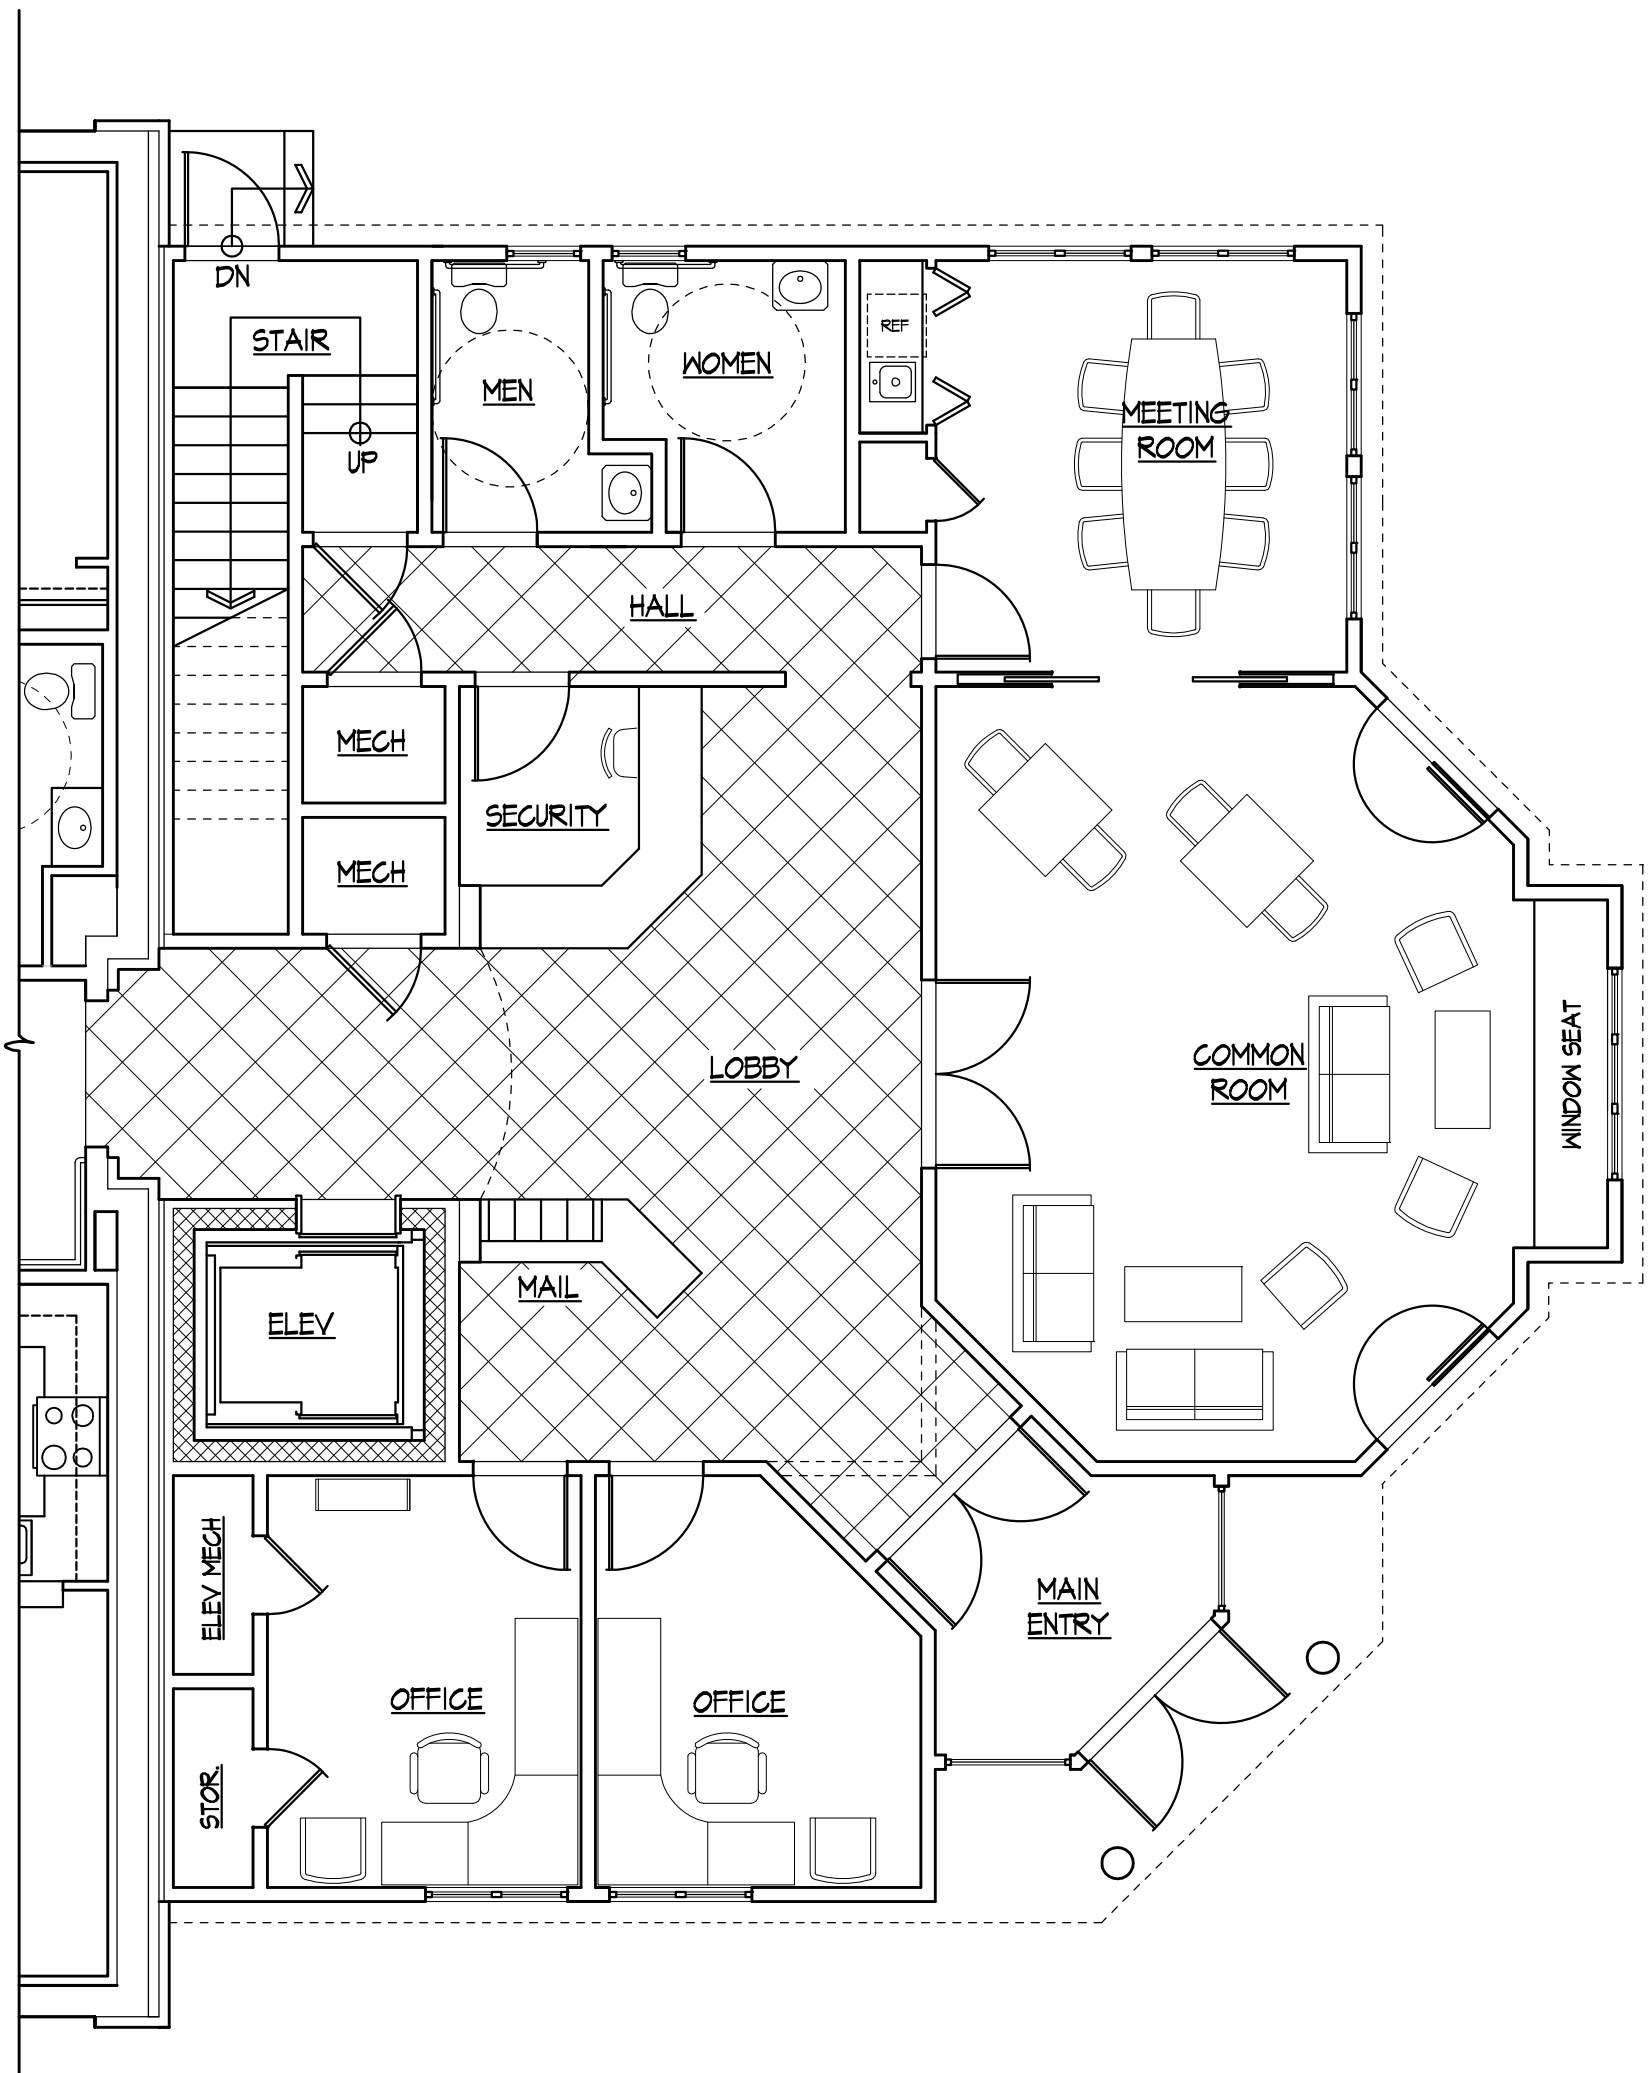 DN
STAIR
UP
MEN
WOMEN
REF
MEETING
ROOM
HALL
MECH
SECURITY
MECH
LOBBY
COMMON
ROOM
WINDOW SEAT
MAIL
ELEV
ELEV MECH
MAIN
ENTRY
OFFICE
OFFICE
STOR.